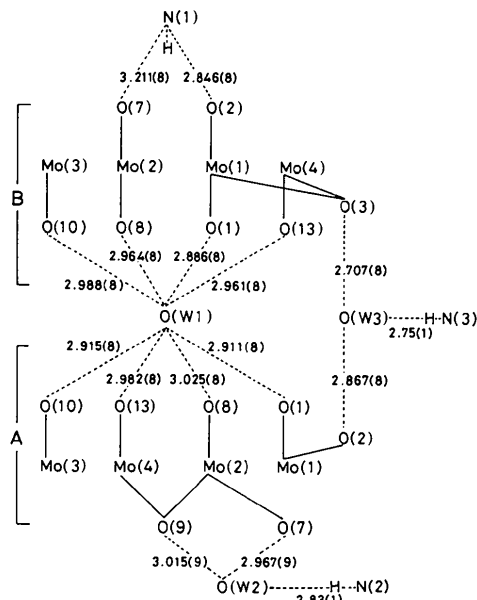 N(1)
H
3.211(8) 2.846(8)
O(7) O(2)
Mo(3) Mo(2) Mo(1) Mo(4)
B
O(3)
O(10) O(8) O(1) O(13)
2.964(8) 2.886(8)
2.988(8) 2.961(8) 2.707(8)
O(W1) O(W3) H N(3)
2.75(1)
2.915(8) 2.911(8)
2.982(8) 3.025(8) 2.867(8)
O(10) O(13) O(8) O(1)
A O(2)
Mo(3) Mo(4) Mo(2) Mo(1)
O(9) O(7)
3.015(9) 2.967(9)
O(W2) H N(2)
2.83(1)